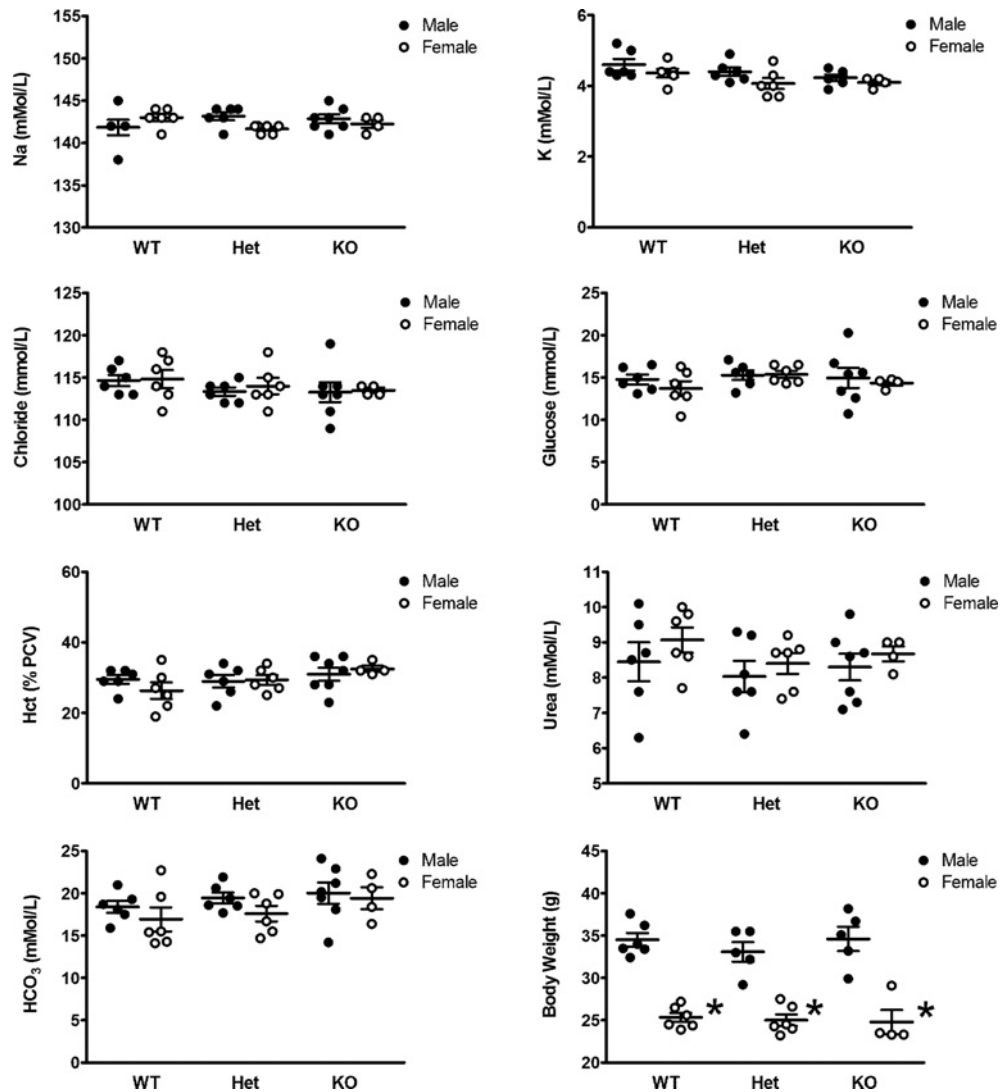 Na (mMol/L)
155
150
145
140
135
130
WT
Het
KO
Male
Female
K (mMol/L)
6
4
2
0
WT
Het
KO
Male
Female
Chloride (mmol/L)
125
120
115
110
105
100
WT
Het
KO
Male
Female
Glucose (mmol/L)
25
20
15
10
5
0
WT
Het
KO
Male
Female
Hct (% PCV)
60
40
20
0
WT
Het
KO
Male
Female
Urea (mMol/L)
11
10
9
8
7
6
5
WT
Het
KO
Male
Female
HCO₃ (mMol/L)
25
20
15
10
5
0
WT
Het
KO
Male
Female
Body Weight (g)
45
40
35
30
25
20
*
*
*
WT
Het
KO
Male
Female